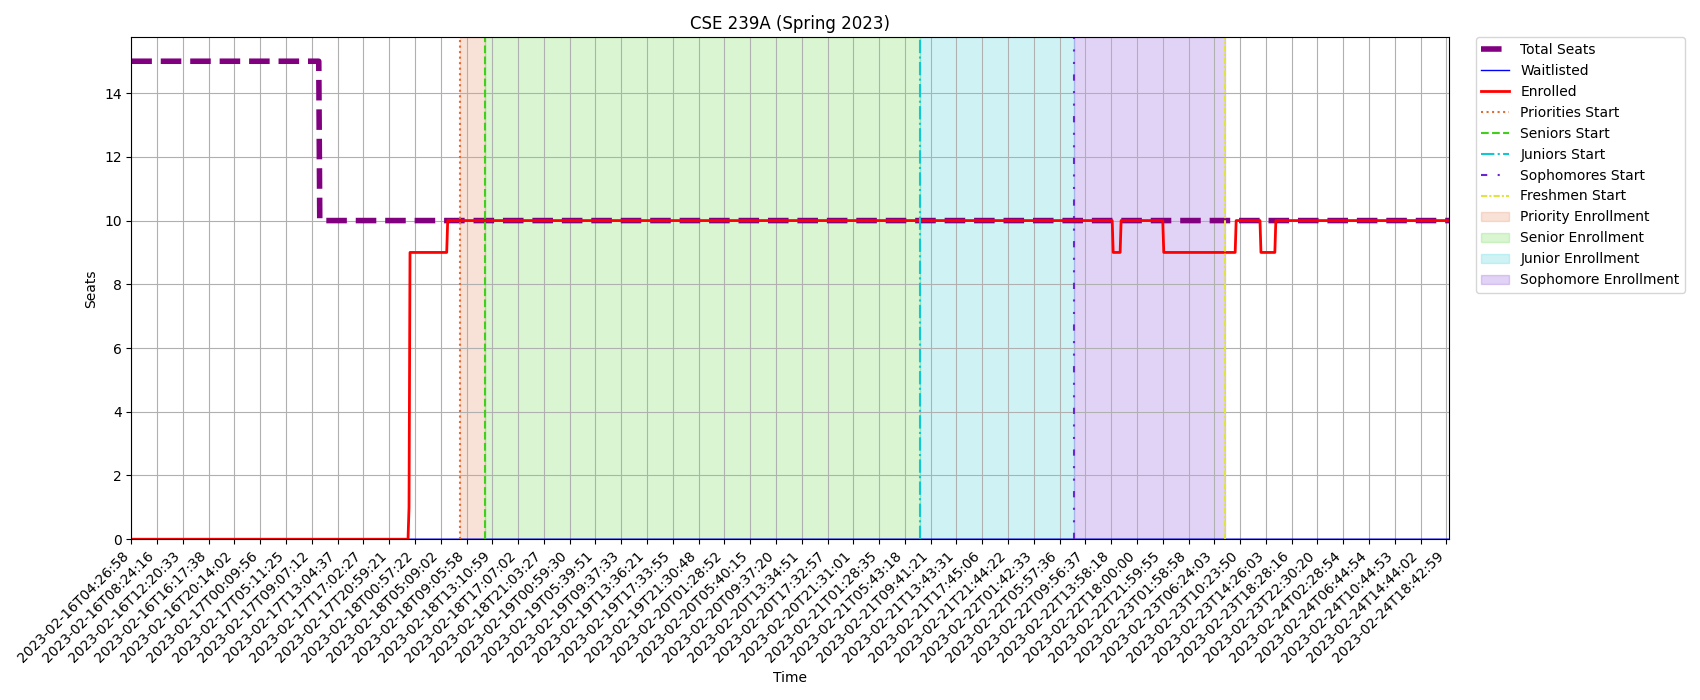 CSE 239A (Spring 2023)
Seats
14
12
10
8
6
4
2
0
2023-02-16T04:26:58
2023-02-16T08:24:16
2023-02-16T12:20:33
2023-02-16T16:17:38
2023-02-16T20:14:02
2023-02-17T00:09:56
2023-02-17T05:11:25
2023-02-17T09:07:12
2023-02-17T13:04:37
2023-02-17T17:02:27
2023-02-17T20:59:21
2023-02-18T00:57:22
2023-02-18T05:09:02
2023-02-18T09:05:58
2023-02-18T13:10:59
2023-02-18T17:07:02
2023-02-18T21:03:27
2023-02-19T00:59:30
2023-02-19T05:39:51
2023-02-19T09:37:33
2023-02-19T13:36:21
2023-02-19T17:33:55
2023-02-19T21:30:48
2023-02-20T01:28:52
2023-02-20T05:40:15
2023-02-20T09:37:20
2023-02-20T13:34:51
2023-02-20T17:32:57
2023-02-20T21:31:01
2023-02-21T01:28:35
2023-02-21T05:43:18
2023-02-21T09:41:21
2023-02-21T13:43:31
2023-02-21T17:45:06
2023-02-21T21:44:22
2023-02-22T01:42:33
2023-02-22T05:57:36
2023-02-22T09:56:37
2023-02-22T13:58:18
2023-02-22T18:00:00
2023-02-22T21:59:55
2023-02-23T01:58:58
2023-02-23T06:24:03
2023-02-23T10:23:50
2023-02-23T14:26:03
2023-02-23T18:28:16
2023-02-23T22:30:20
2023-02-24T02:28:54
2023-02-24T06:44:54
2023-02-24T10:44:53
2023-02-24T14:44:02
2023-02-24T18:42:59
Time
Total Seats
Waitlisted
Enrolled
Priorities Start
Seniors Start
Juniors Start
Sophomores Start
Freshmen Start
Priority Enrollment
Senior Enrollment
Junior Enrollment
Sophomore Enrollment